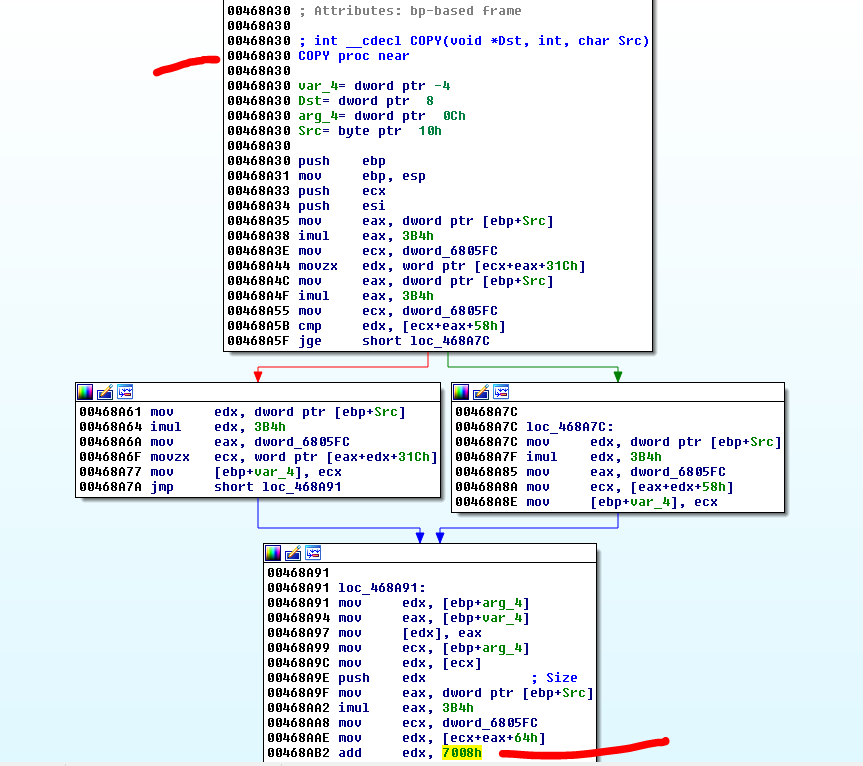 00468A30 ; Attributes: bp-based frame
00468A30
00468A30 ; int __cdecl COPY(void *Dst, int, char Src)
00468A30 COPY proc near
00468A30
00468A30 var_4= dword ptr -4
00468A30 Dst= dword ptr  8
00468A30 arg_4= dword ptr  0Ch
00468A30 Src= byte ptr  10h
00468A30
00468A30 push    ebp
00468A31 mov     ebp, esp
00468A33 push    ecx
00468A34 push    esi
00468A35 mov     eax, dword ptr [ebp+Src]
00468A38 imul    eax, 3B4h
00468A3E mov     ecx, dword_6805FC
00468A44 movzx   edx, word ptr [ecx+eax+31Ch]
00468A4C mov     eax, dword ptr [ebp+Src]
00468A4F imul    eax, 3B4h
00468A55 mov     ecx, dword_6805FC
00468A5B cmp     edx, [ecx+eax+58h]
00468A5F jge     short loc_468A7C
00468A61 mov     edx, dword ptr [ebp+Src]
00468A64 imul    edx, 3B4h
00468A6A mov     eax, dword_6805FC
00468A6F movzx   ecx, word ptr [eax+edx+31Ch]
00468A77 mov     [ebp+var_4], ecx
00468A7A jmp     short loc_468A91
00468A7C
00468A7C loc_468A7C:
00468A7C mov     edx, dword ptr [ebp+Src]
00468A7F imul    edx, 3B4h
00468A85 mov     eax, dword_6805FC
00468A8A mov     ecx, [eax+edx+58h]
00468A8E mov     [ebp+var_4], ecx
00468A91
00468A91 loc_468A91:
00468A91 mov     edx, [ebp+arg_4]
00468A94 mov     eax, [ebp+var_4]
00468A97 mov     [edx], eax
00468A99 mov     ecx, [ebp+arg_4]
00468A9C mov     edx, [ecx]
00468A9E push    edx             ; Size
00468A9F mov     eax, dword ptr [ebp+Src]
00468AA2 imul    eax, 3B4h
00468AA8 mov     ecx, dword_6805FC
00468AAE mov     edx, [ecx+eax+64h]
00468AB2 add     edx, 7008h